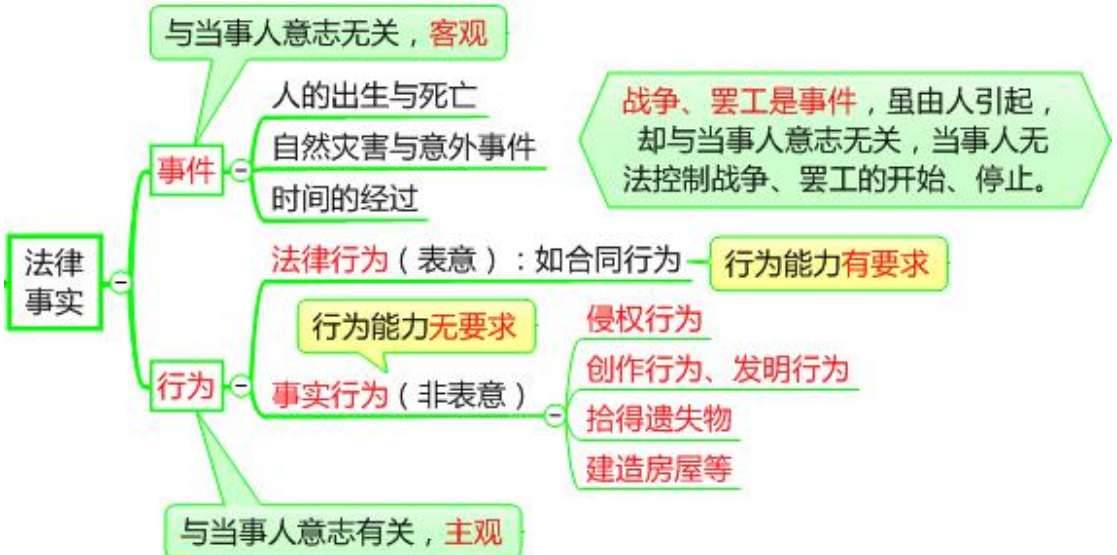 与当事人意志无关，客观
人的出生与死亡
自然灾害与意外事件
时间的经过
事件
战争、罢工是事件，虽由人引起，
却与当事人意志无关，当事人无
法控制战争、罢工的开始、停止。
法律
事实
法律行为（表意）：如合同行为
行为能力有要求
行为能力无要求
行为
事实行为（非表意）
侵权行为
创作行为、发明行为
拾得遗失物
建造房屋等
与当事人意志有关，主观